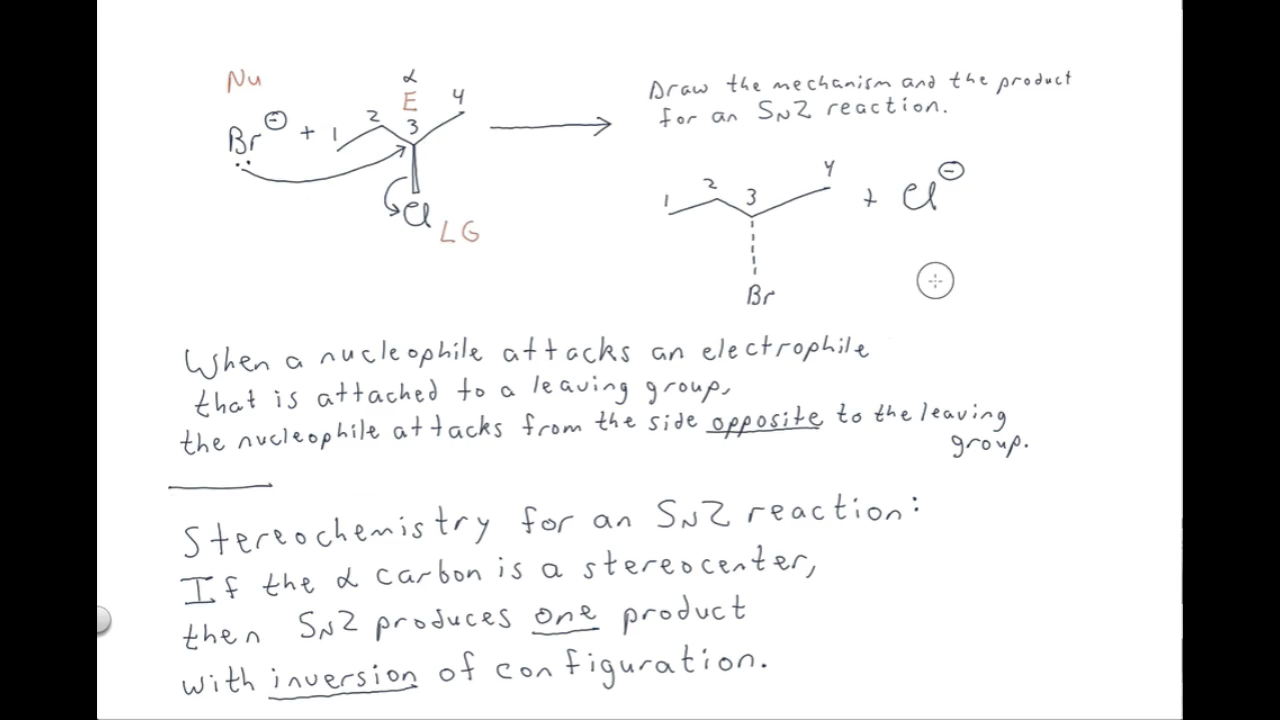 Nu
α
E
Br⊖ + 1 2 3 4
Cl
LG
Draw the mechanism and the product
for an SN2 reaction.
1 2 3 4 + Cl⊖
Br
When a nucleophile attacks an electrophile
that is attached to a leaving group,
the nucleophile attacks from the side opposite to the leaving
group.
Stereochemistry for an SN2 reaction:
If the α carbon is a stereocenter,
then SN2 produces one product
with inversion of configuration.